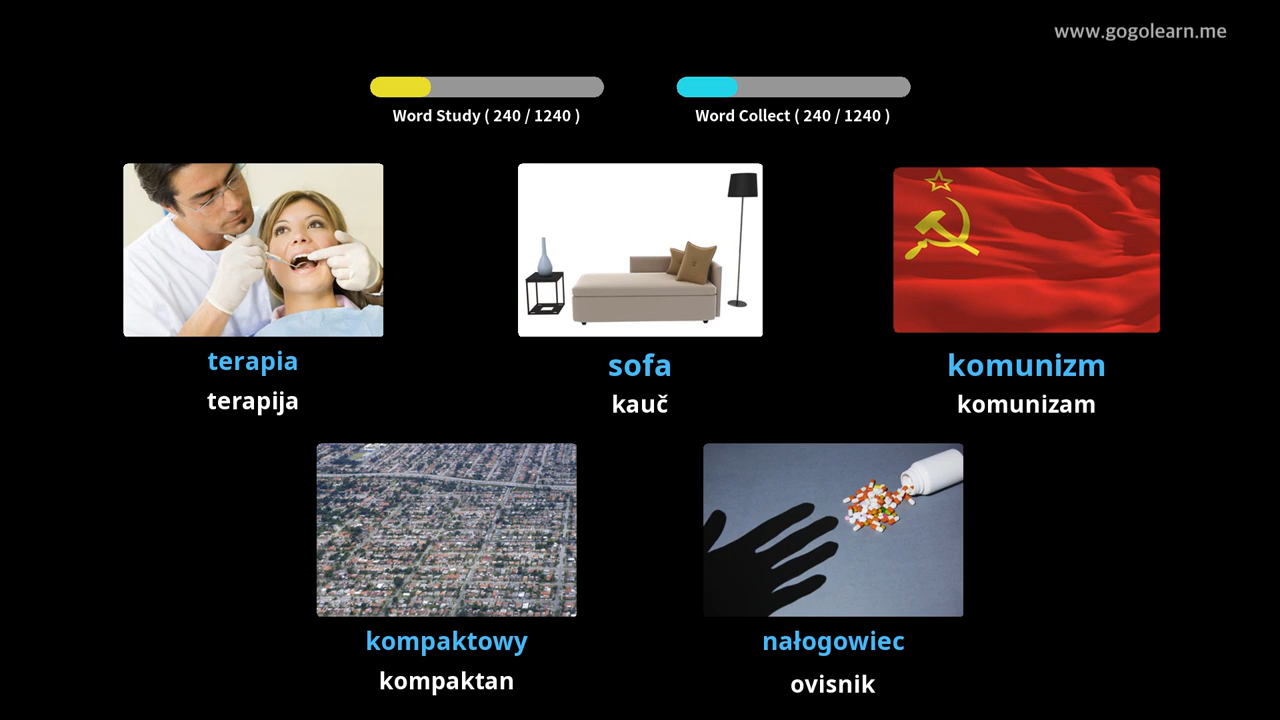 www.gogolearn.me
Word Study ( 240 / 1240 )
Word Collect ( 240 / 1240 )
terapia
terapija
sofa
kauč
komunizm
komunizam
kompaktowy
kompaktan
nałogowiec
ovisnik